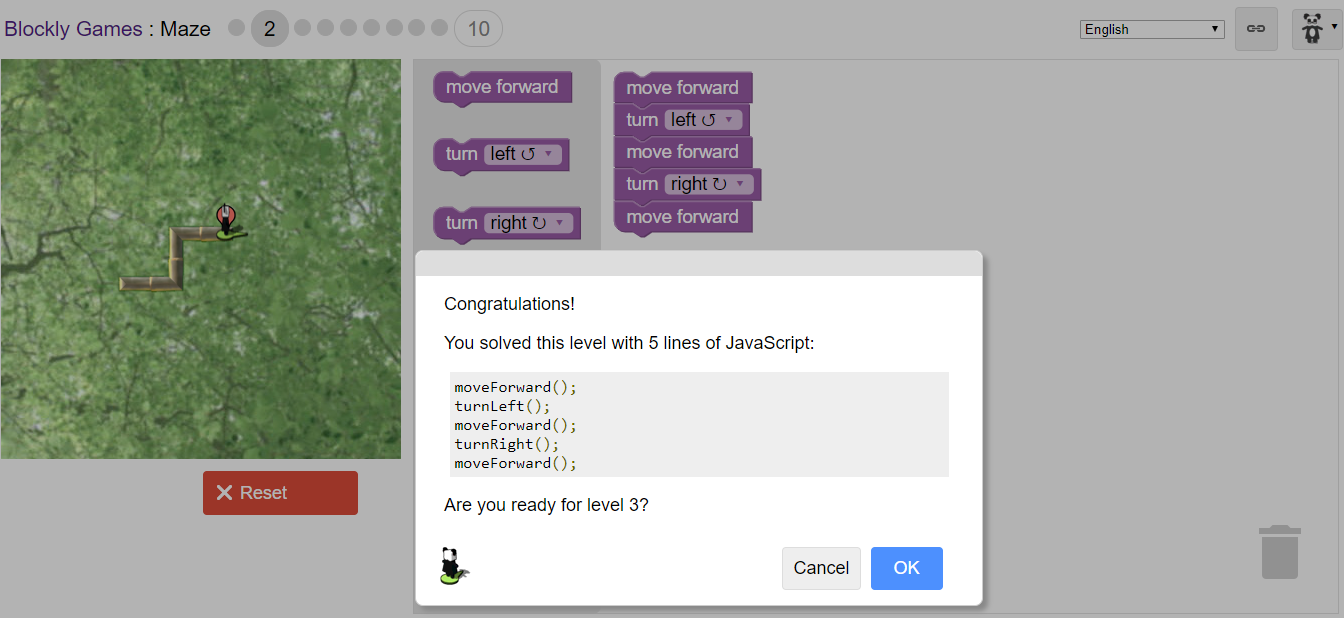 Blockly Games : Maze 2 10 English
move forward
turn left ↺
turn right ↻
move forward
turn left ↺
move forward
turn right ↻
move forward
Reset
Congratulations!
You solved this level with 5 lines of JavaScript:
moveForward();
turnLeft();
moveForward();
turnRight();
moveForward();
Are you ready for level 3?
Cancel OK